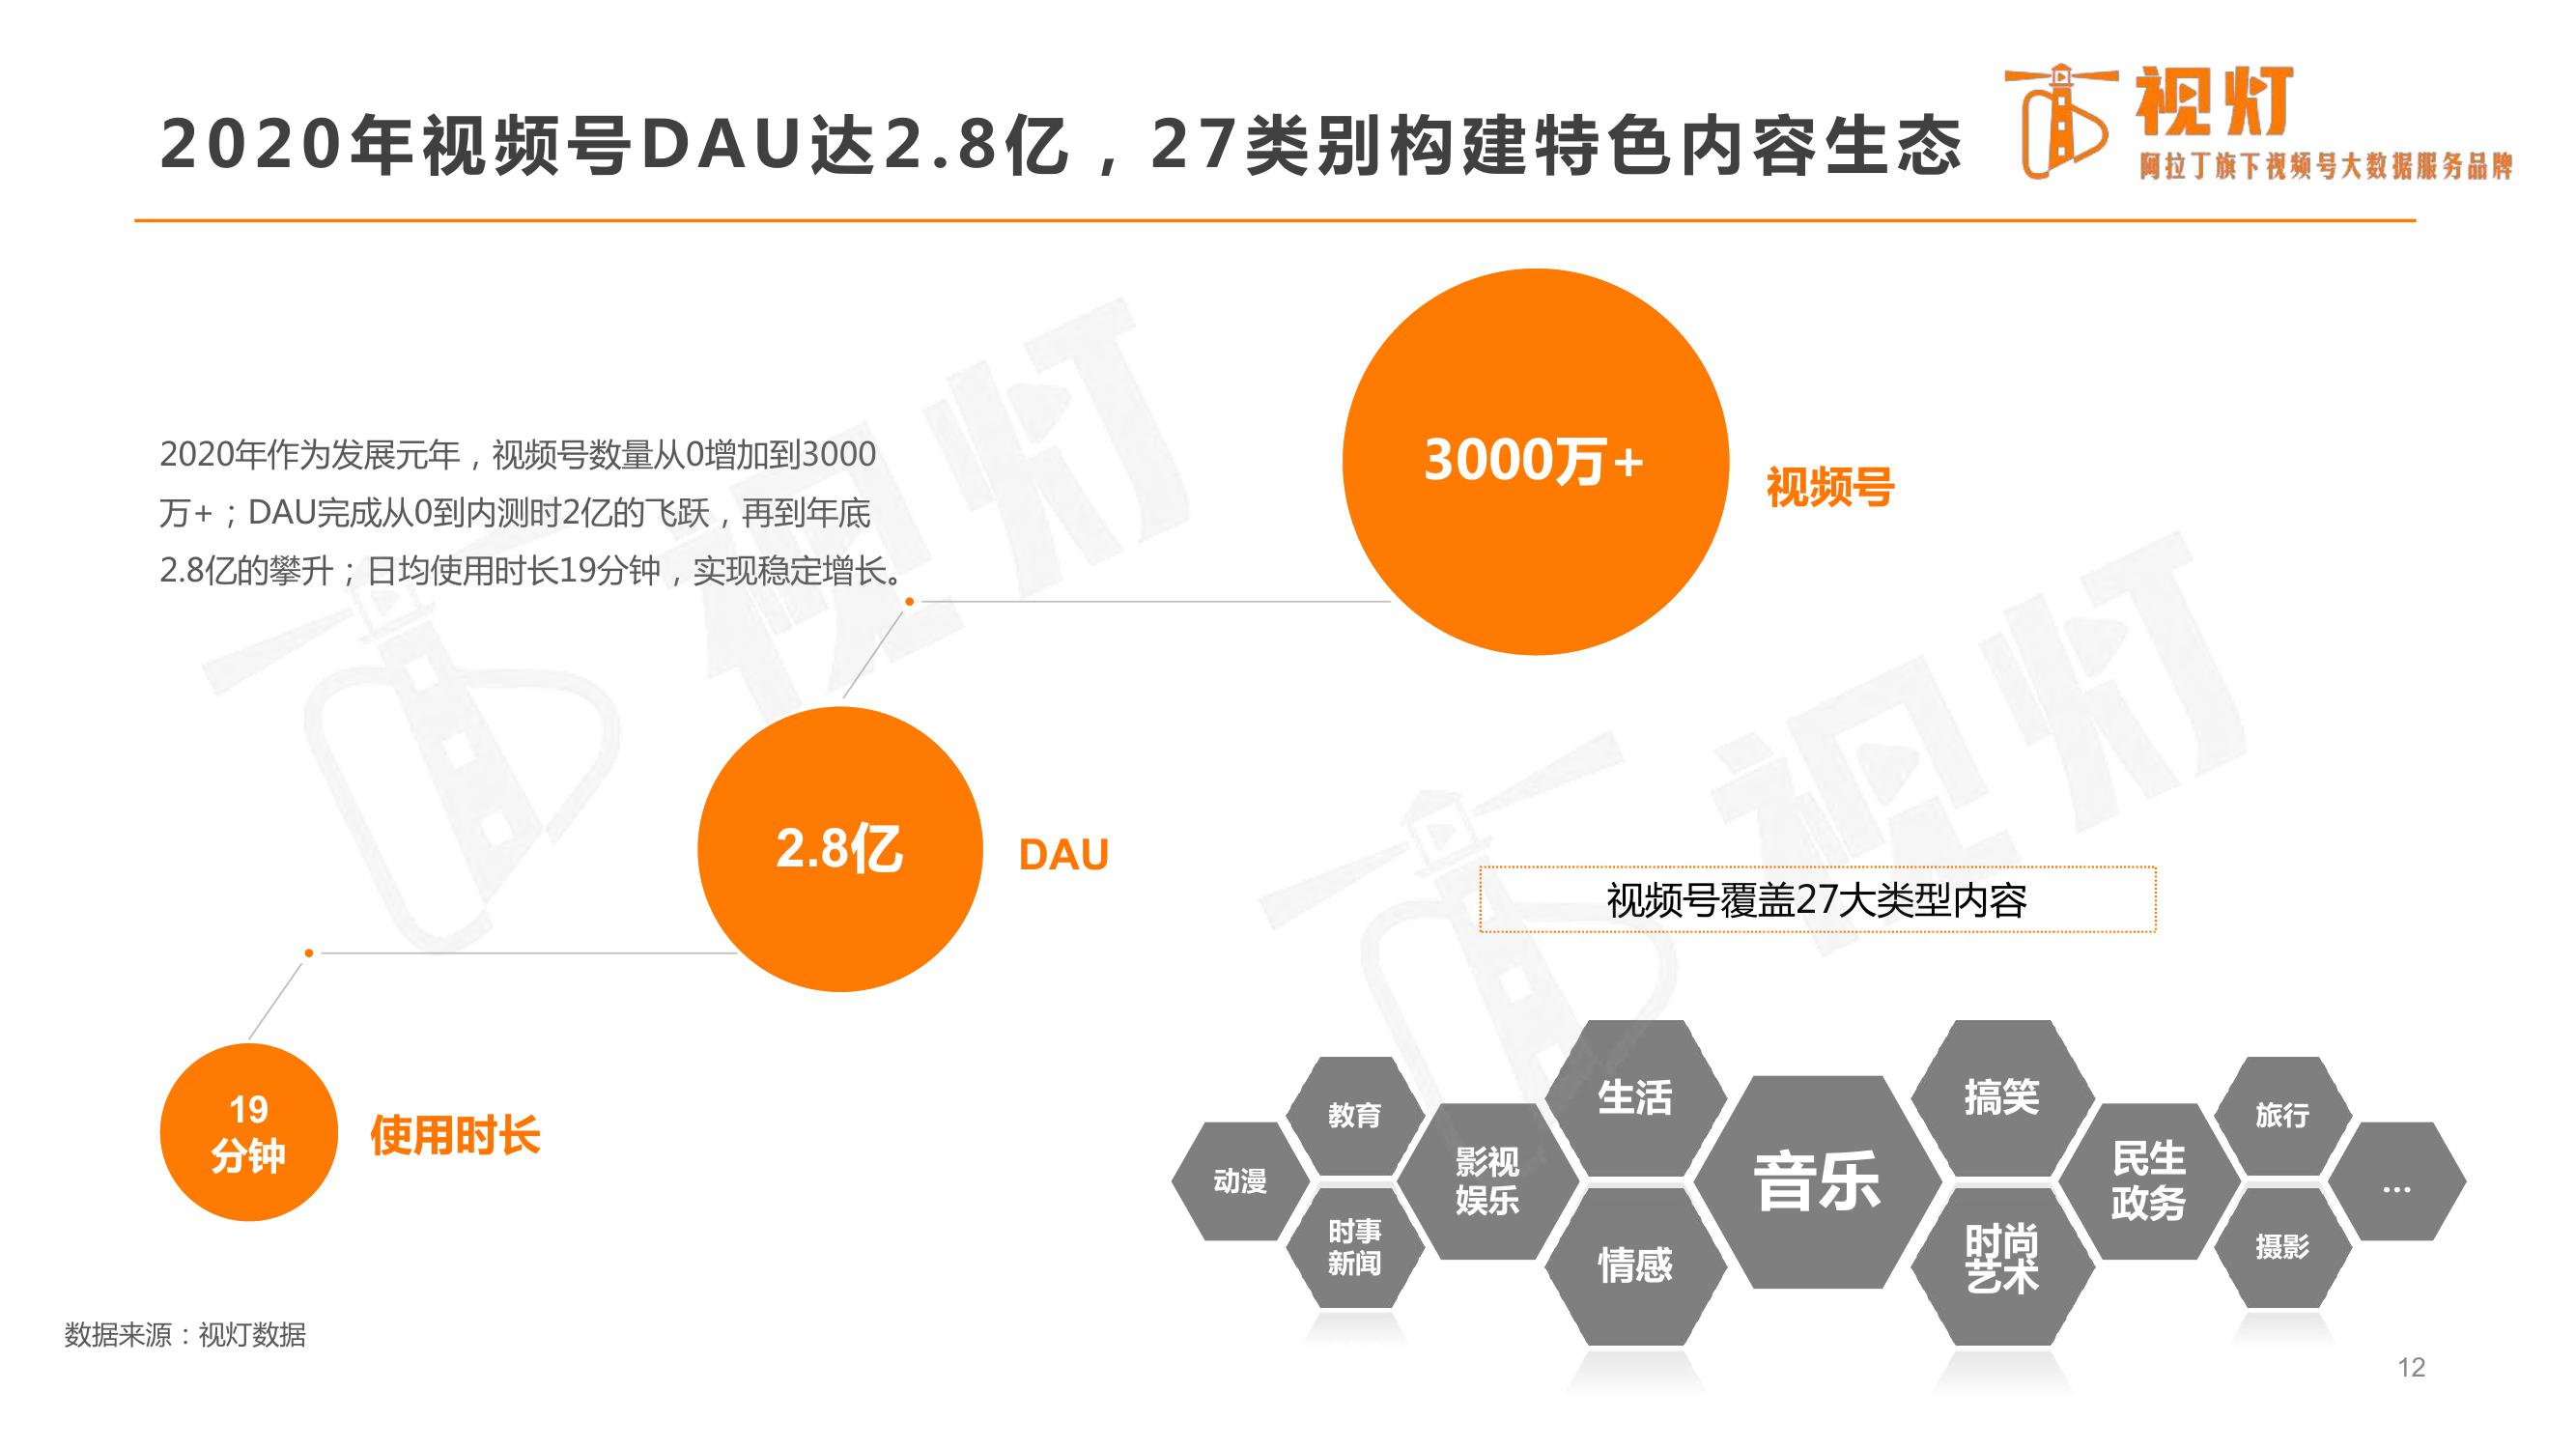 2020年视频号DAU达2.8亿，27类别构建特色内容生态
视灯
阿拉丁旗下视频号大数据服务品牌
2020年作为发展元年，视频号数量从0增加到3000
万+；DAU完成从0到内测时2亿的飞跃，再到年底
2.8亿的攀升；日均使用时长19分钟，实现稳定增长。
3000万+
视频号
2.8亿
DAU
19
分钟
使用时长
视频号覆盖27大类型内容
动漫
教育
时事
新闻
影视
娱乐
生活
情感
音乐
搞笑
时尚
艺术
民生
政务
旅行
摄影
...
数据来源：视灯数据
12
视灯
视灯